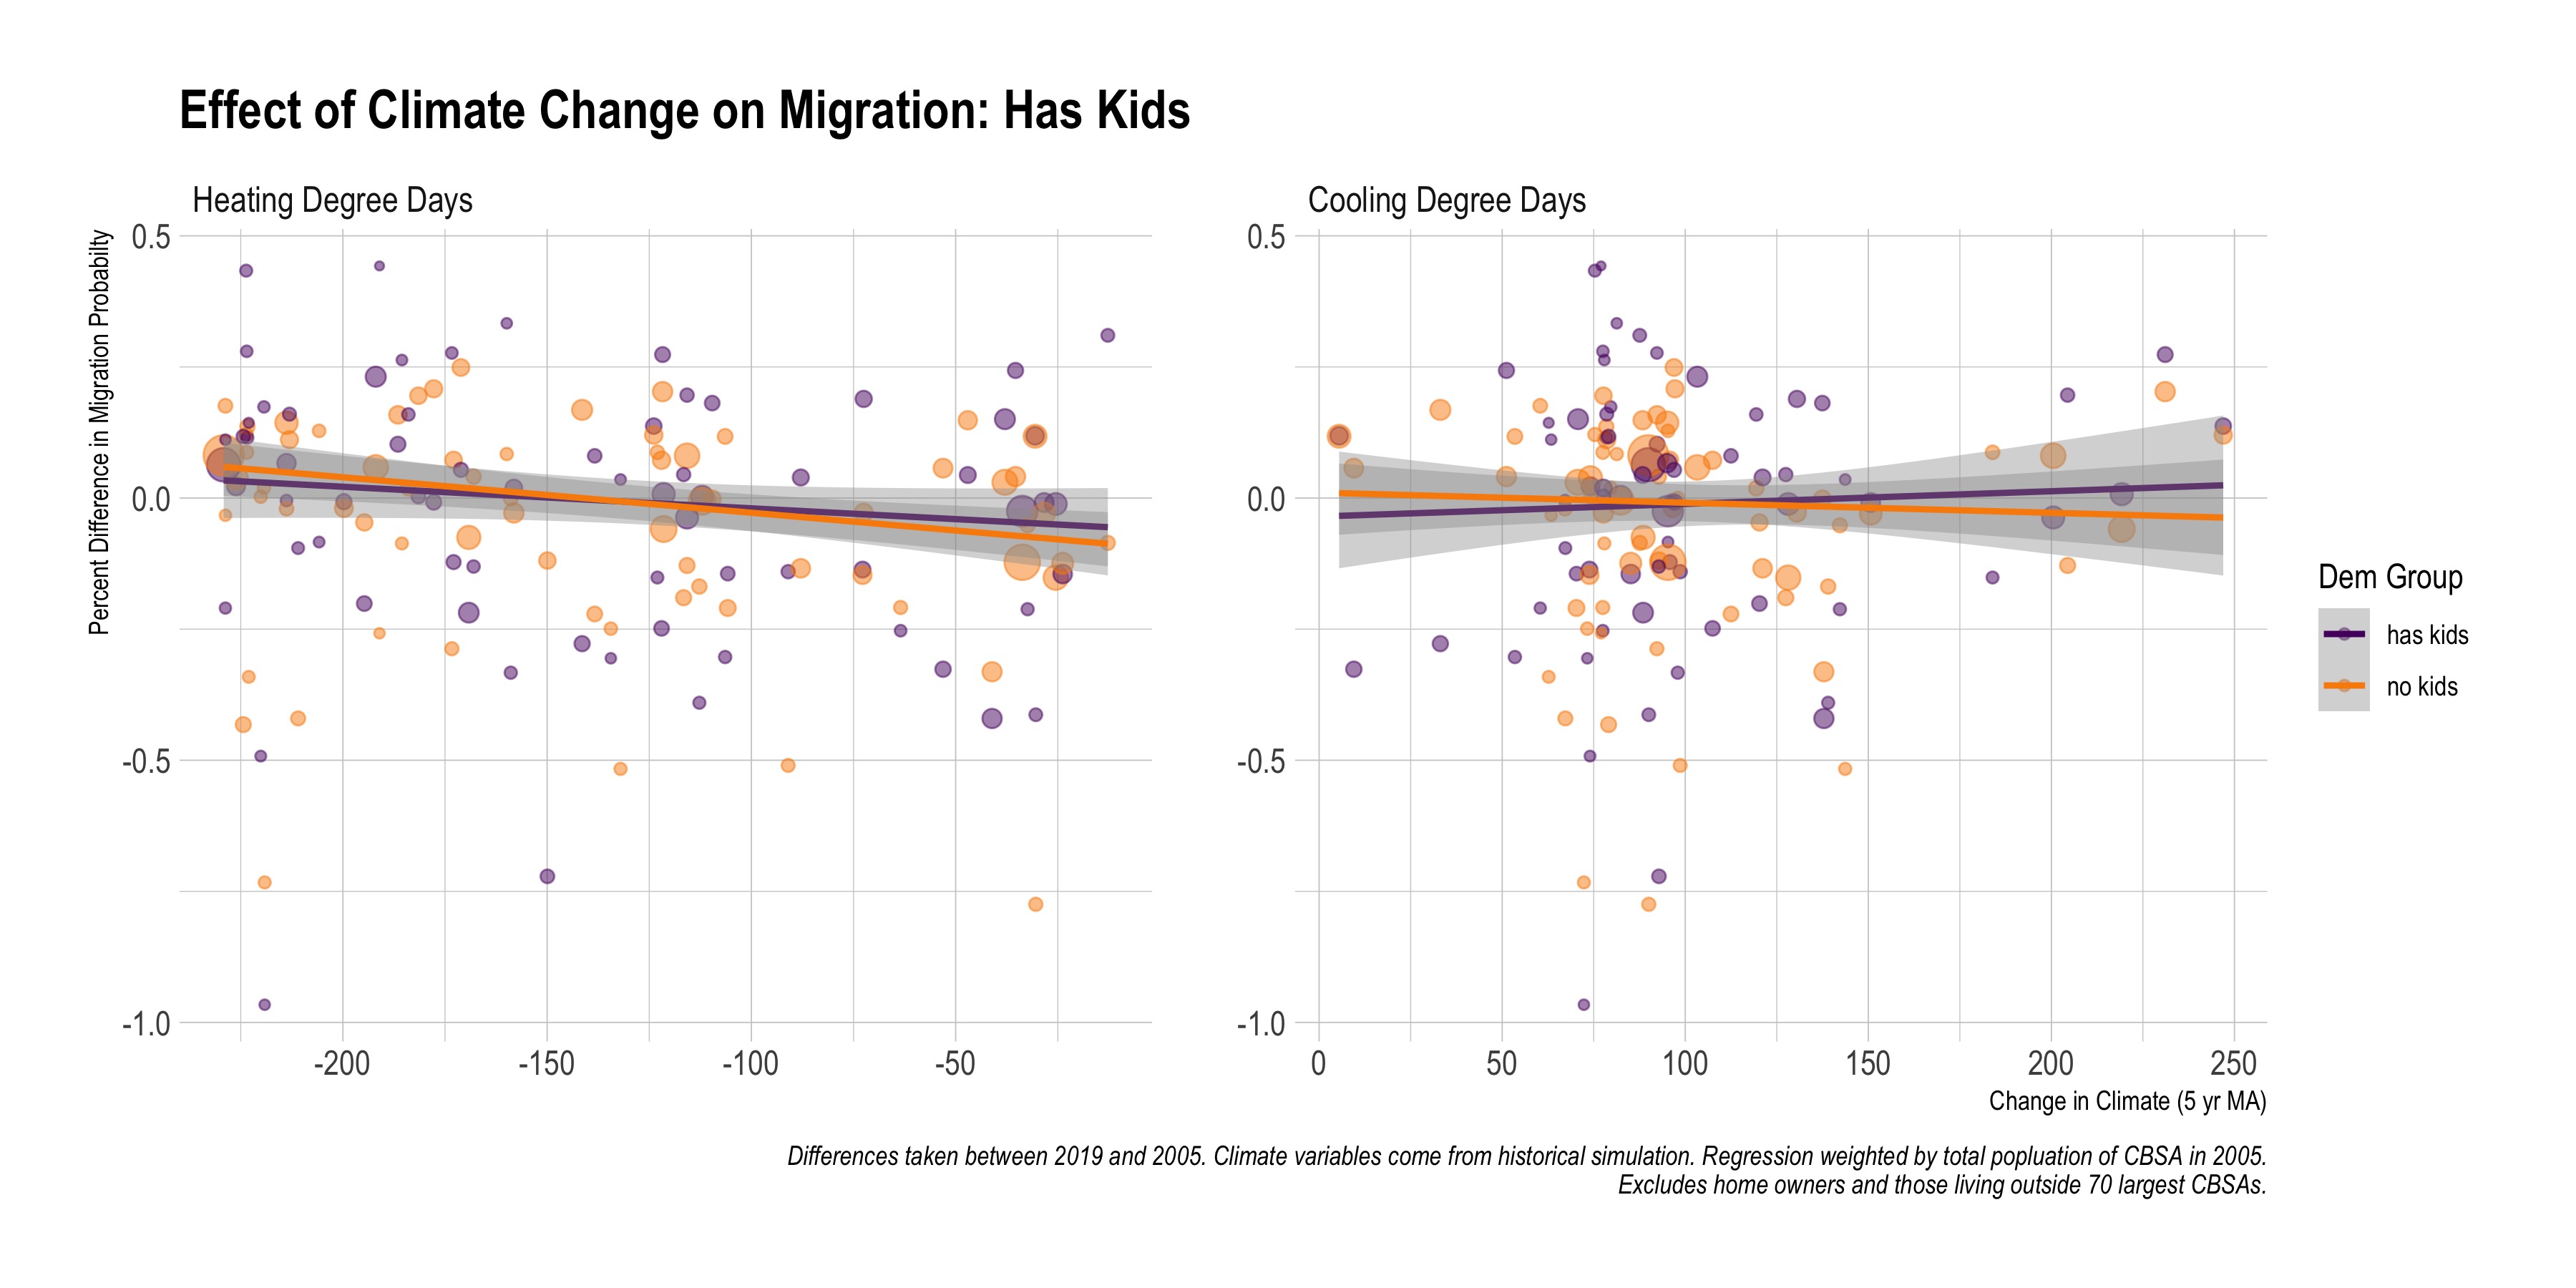 Effect of Climate Change on Migration: Has Kids
Heating Degree Days
Cooling Degree Days
Percent Difference in Migration Probabilty
0.5
0.0
-0.5
-1.0
-200
-150
-100
-50
0.5
0.0
-0.5
-1.0
0
50
100
150
200
250
Change in Climate (5 yr MA)
Dem Group
has kids
no kids
Differences taken between 2019 and 2005. Climate variables come from historical simulation. Regression weighted by total popluation of CBSA in 2005.
Excludes home owners and those living outside 70 largest CBSAs.